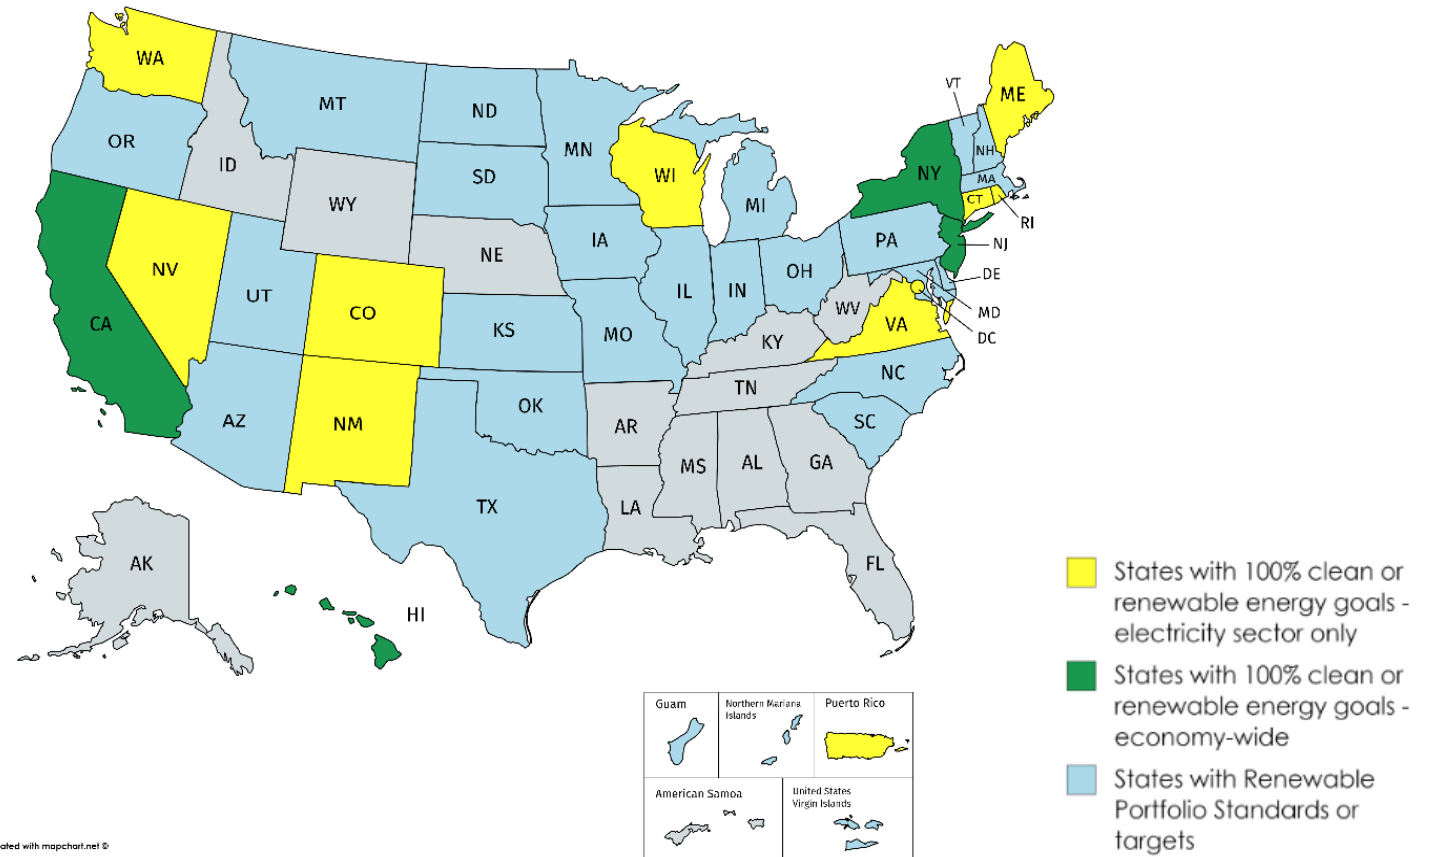 WA
MT
ND
MN
OR
ID
SD
WI
MI
WY
NE
IA
NV
UT
CO
KS
MO
IL
IN
OH
PA
NY
VT
NH
ME
MA
CT
RI
NJ
DE
MD
DC
CA
WV
VA
KY
NC
TN
SC
AZ
NM
OK
AR
MS
AL
GA
TX
LA
FL
AK
HI
States with 100% clean or
renewable energy goals -
electricity sector only
States with 100% clean or
renewable energy goals -
economy-wide
States with Renewable
Portfolio Standards or
targets
Guam
Northern Mariana
Islands
Puerto Rico
American Samoa
United States
Virgin Islands
ated with mapchart.net ©